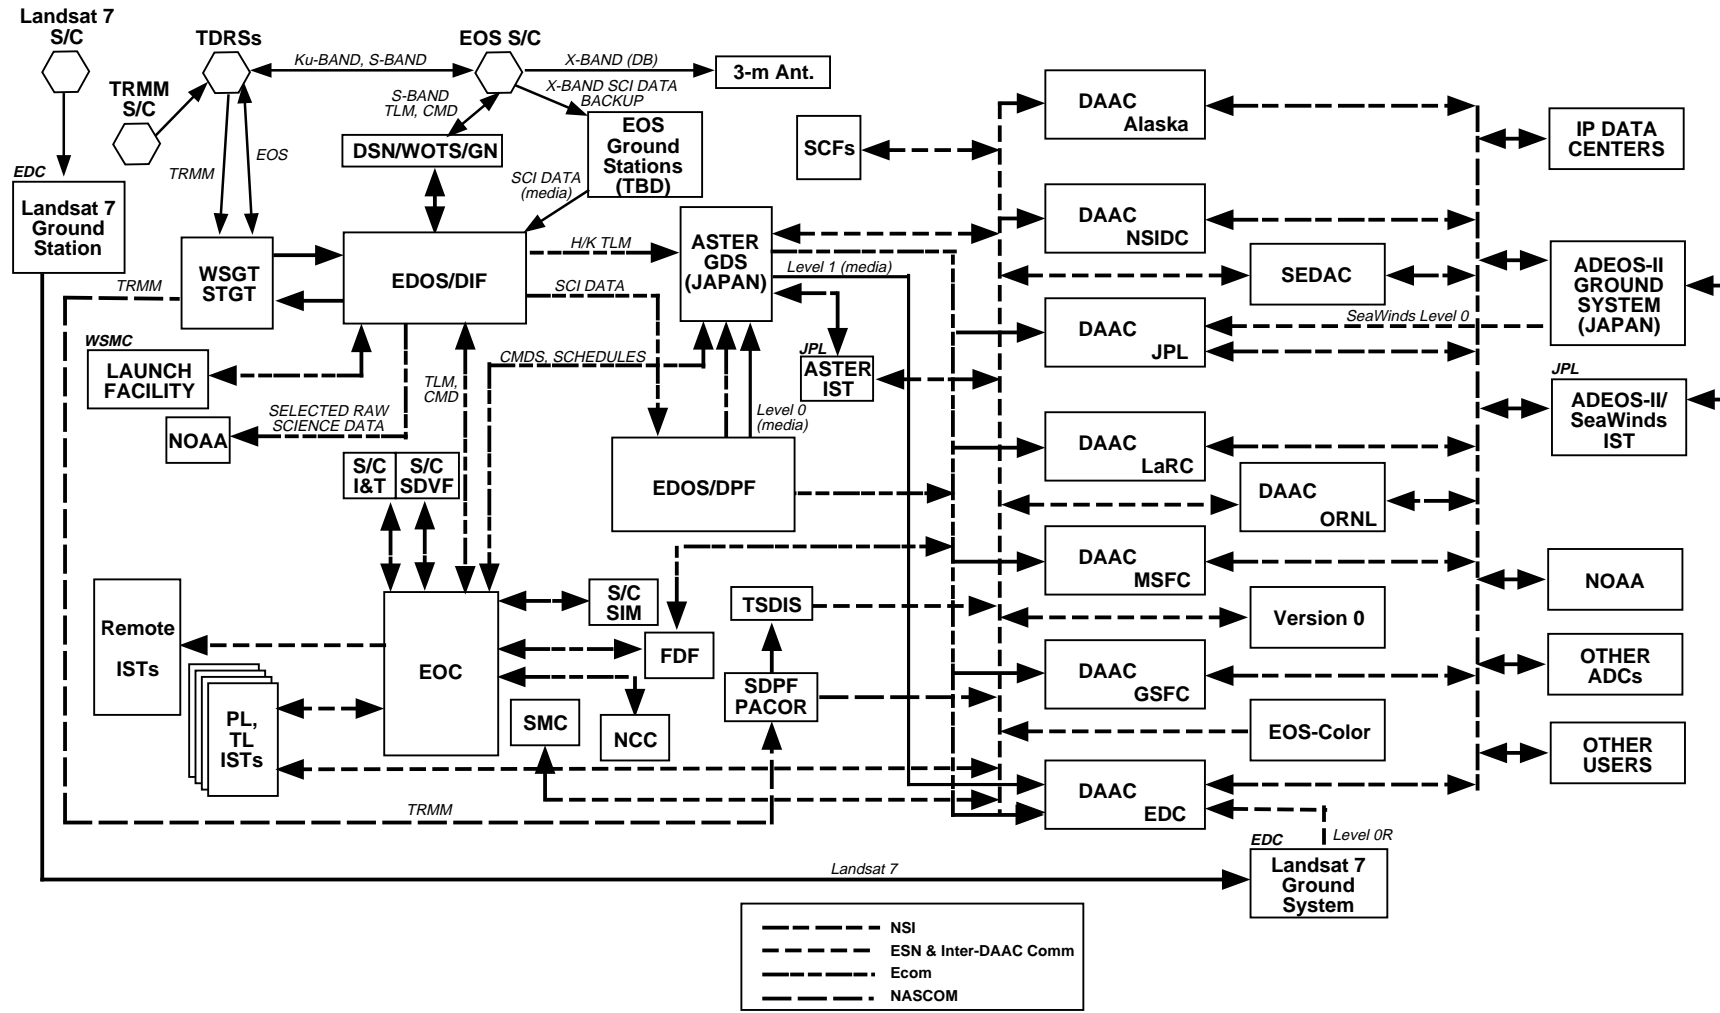 Landsat 7
S/C
TDRSs
EOS S/C
Ku-BAND, S-BAND
X-BAND (DB)
3-m Ant.
TRMM
S/C
S-BAND
TLM, CMD
X-BAND SCI DATA
BACKUP
DSN/WOTS/GN
EOS
Ground
Stations
(TBD)
TRMM
EOS
SCI DATA
(media)
EDC
Landsat 7
Ground
Station
WSGT
STGT
EDOS/DIF
H/K TLM
SCI DATA
ASTER
GDS
(JAPAN)
Level 1 (media)
TRMM
WSMC
LAUNCH
FACILITY
NOAA
SELECTED RAW
SCIENCE DATA
TLM,
CMD
CMDS, SCHEDULES
Level 0
(media)
JPL
ASTER
IST
S/C
I&T
S/C
SDVF
EDOS/DPF
Remote
ISTs
PL,
TL
ISTs
EOC
S/C
SIM
FDF
NCC
SMC
TSDIS
SDPF
PACOR
TRMM
Landsat 7
SCFs
DAAC
Alaska
DAAC
NSIDC
SEDAC
DAAC
JPL
SeaWinds Level 0
DAAC
LaRC
DAAC
ORNL
DAAC
MSFC
Version 0
DAAC
GSFC
EOS-Color
DAAC
EDC
Level 0R
EDC
Landsat 7
Ground
System
IP DATA
CENTERS
ADEOS-II
GROUND
SYSTEM
(JAPAN)
JPL
ADEOS-II/
SeaWinds
IST
NOAA
OTHER
ADCs
OTHER
USERS
NSI
ESN & Inter-DAAC Comm
Ecom
NASCOM